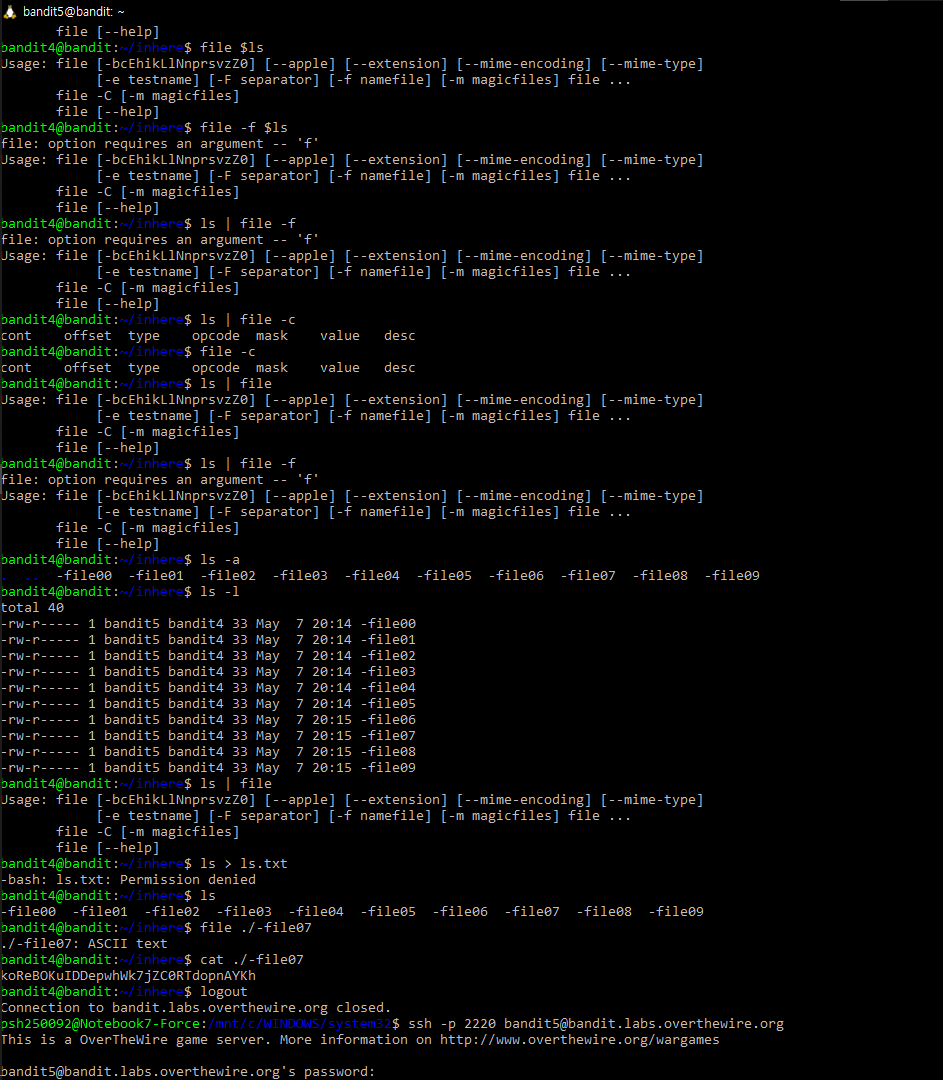 bandit5@bandit: ~
       file [--help]
bandit4@bandit:~/inhere$ file $ls
Usage: file [-bcEhikLlNnprsvzZ0] [--apple] [--extension] [--mime-encoding] [--mime-type]
            [-e testname] [-F separator] [-f namefile] [-m magicfiles] file ...
       file -C [-m magicfiles]
       file [--help]
bandit4@bandit:~/inhere$ file -f $ls
file: option requires an argument -- 'f'
Usage: file [-bcEhikLlNnprsvzZ0] [--apple] [--extension] [--mime-encoding] [--mime-type]
            [-e testname] [-F separator] [-f namefile] [-m magicfiles] file ...
       file -C [-m magicfiles]
       file [--help]
bandit4@bandit:~/inhere$ ls | file -f
file: option requires an argument -- 'f'
Usage: file [-bcEhikLlNnprsvzZ0] [--apple] [--extension] [--mime-encoding] [--mime-type]
            [-e testname] [-F separator] [-f namefile] [-m magicfiles] file ...
       file -C [-m magicfiles]
       file [--help]
bandit4@bandit:~/inhere$ ls | file -c
cont    offset  type    opcode  mask    value   desc
bandit4@bandit:~/inhere$ file -c
cont    offset  type    opcode  mask    value   desc
bandit4@bandit:~/inhere$ ls | file
Usage: file [-bcEhikLlNnprsvzZ0] [--apple] [--extension] [--mime-encoding] [--mime-type]
            [-e testname] [-F separator] [-f namefile] [-m magicfiles] file ...
       file -C [-m magicfiles]
       file [--help]
bandit4@bandit:~/inhere$ ls | file -f
file: option requires an argument -- 'f'
Usage: file [-bcEhikLlNnprsvzZ0] [--apple] [--extension] [--mime-encoding] [--mime-type]
            [-e testname] [-F separator] [-f namefile] [-m magicfiles] file ...
       file -C [-m magicfiles]
       file [--help]
bandit4@bandit:~/inhere$ ls -a
.  ..  -file00  -file01  -file02  -file03  -file04  -file05  -file06  -file07  -file08  -file09
bandit4@bandit:~/inhere$ ls -l
total 40
-rw-r----- 1 bandit5 bandit4 33 May  7 20:14 -file00
-rw-r----- 1 bandit5 bandit4 33 May  7 20:14 -file01
-rw-r----- 1 bandit5 bandit4 33 May  7 20:14 -file02
-rw-r----- 1 bandit5 bandit4 33 May  7 20:14 -file03
-rw-r----- 1 bandit5 bandit4 33 May  7 20:14 -file04
-rw-r----- 1 bandit5 bandit4 33 May  7 20:14 -file05
-rw-r----- 1 bandit5 bandit4 33 May  7 20:15 -file06
-rw-r----- 1 bandit5 bandit4 33 May  7 20:15 -file07
-rw-r----- 1 bandit5 bandit4 33 May  7 20:15 -file08
-rw-r----- 1 bandit5 bandit4 33 May  7 20:15 -file09
bandit4@bandit:~/inhere$ ls | file
Usage: file [-bcEhikLlNnprsvzZ0] [--apple] [--extension] [--mime-encoding] [--mime-type]
            [-e testname] [-F separator] [-f namefile] [-m magicfiles] file ...
       file -C [-m magicfiles]
       file [--help]
bandit4@bandit:~/inhere$ ls > ls.txt
-bash: ls.txt: Permission denied
bandit4@bandit:~/inhere$ ls
-file00  -file01  -file02  -file03  -file04  -file05  -file06  -file07  -file08  -file09
bandit4@bandit:~/inhere$ file ./-file07
./-file07: ASCII text
bandit4@bandit:~/inhere$ cat ./-file07
koReBOKuIDDepwhWk7jZC0RTdopnAYKh
bandit4@bandit:~/inhere$ logout
Connection to bandit.labs.overthewire.org closed.
psh250092@Notebook7-Force:/mnt/c/WINDOWS/system32$ ssh -p 2220 bandit5@bandit.labs.overthewire.org
This is a OverTheWire game server. More information on http://www.overthewire.org/wargames
bandit5@bandit.labs.overthewire.org's password: